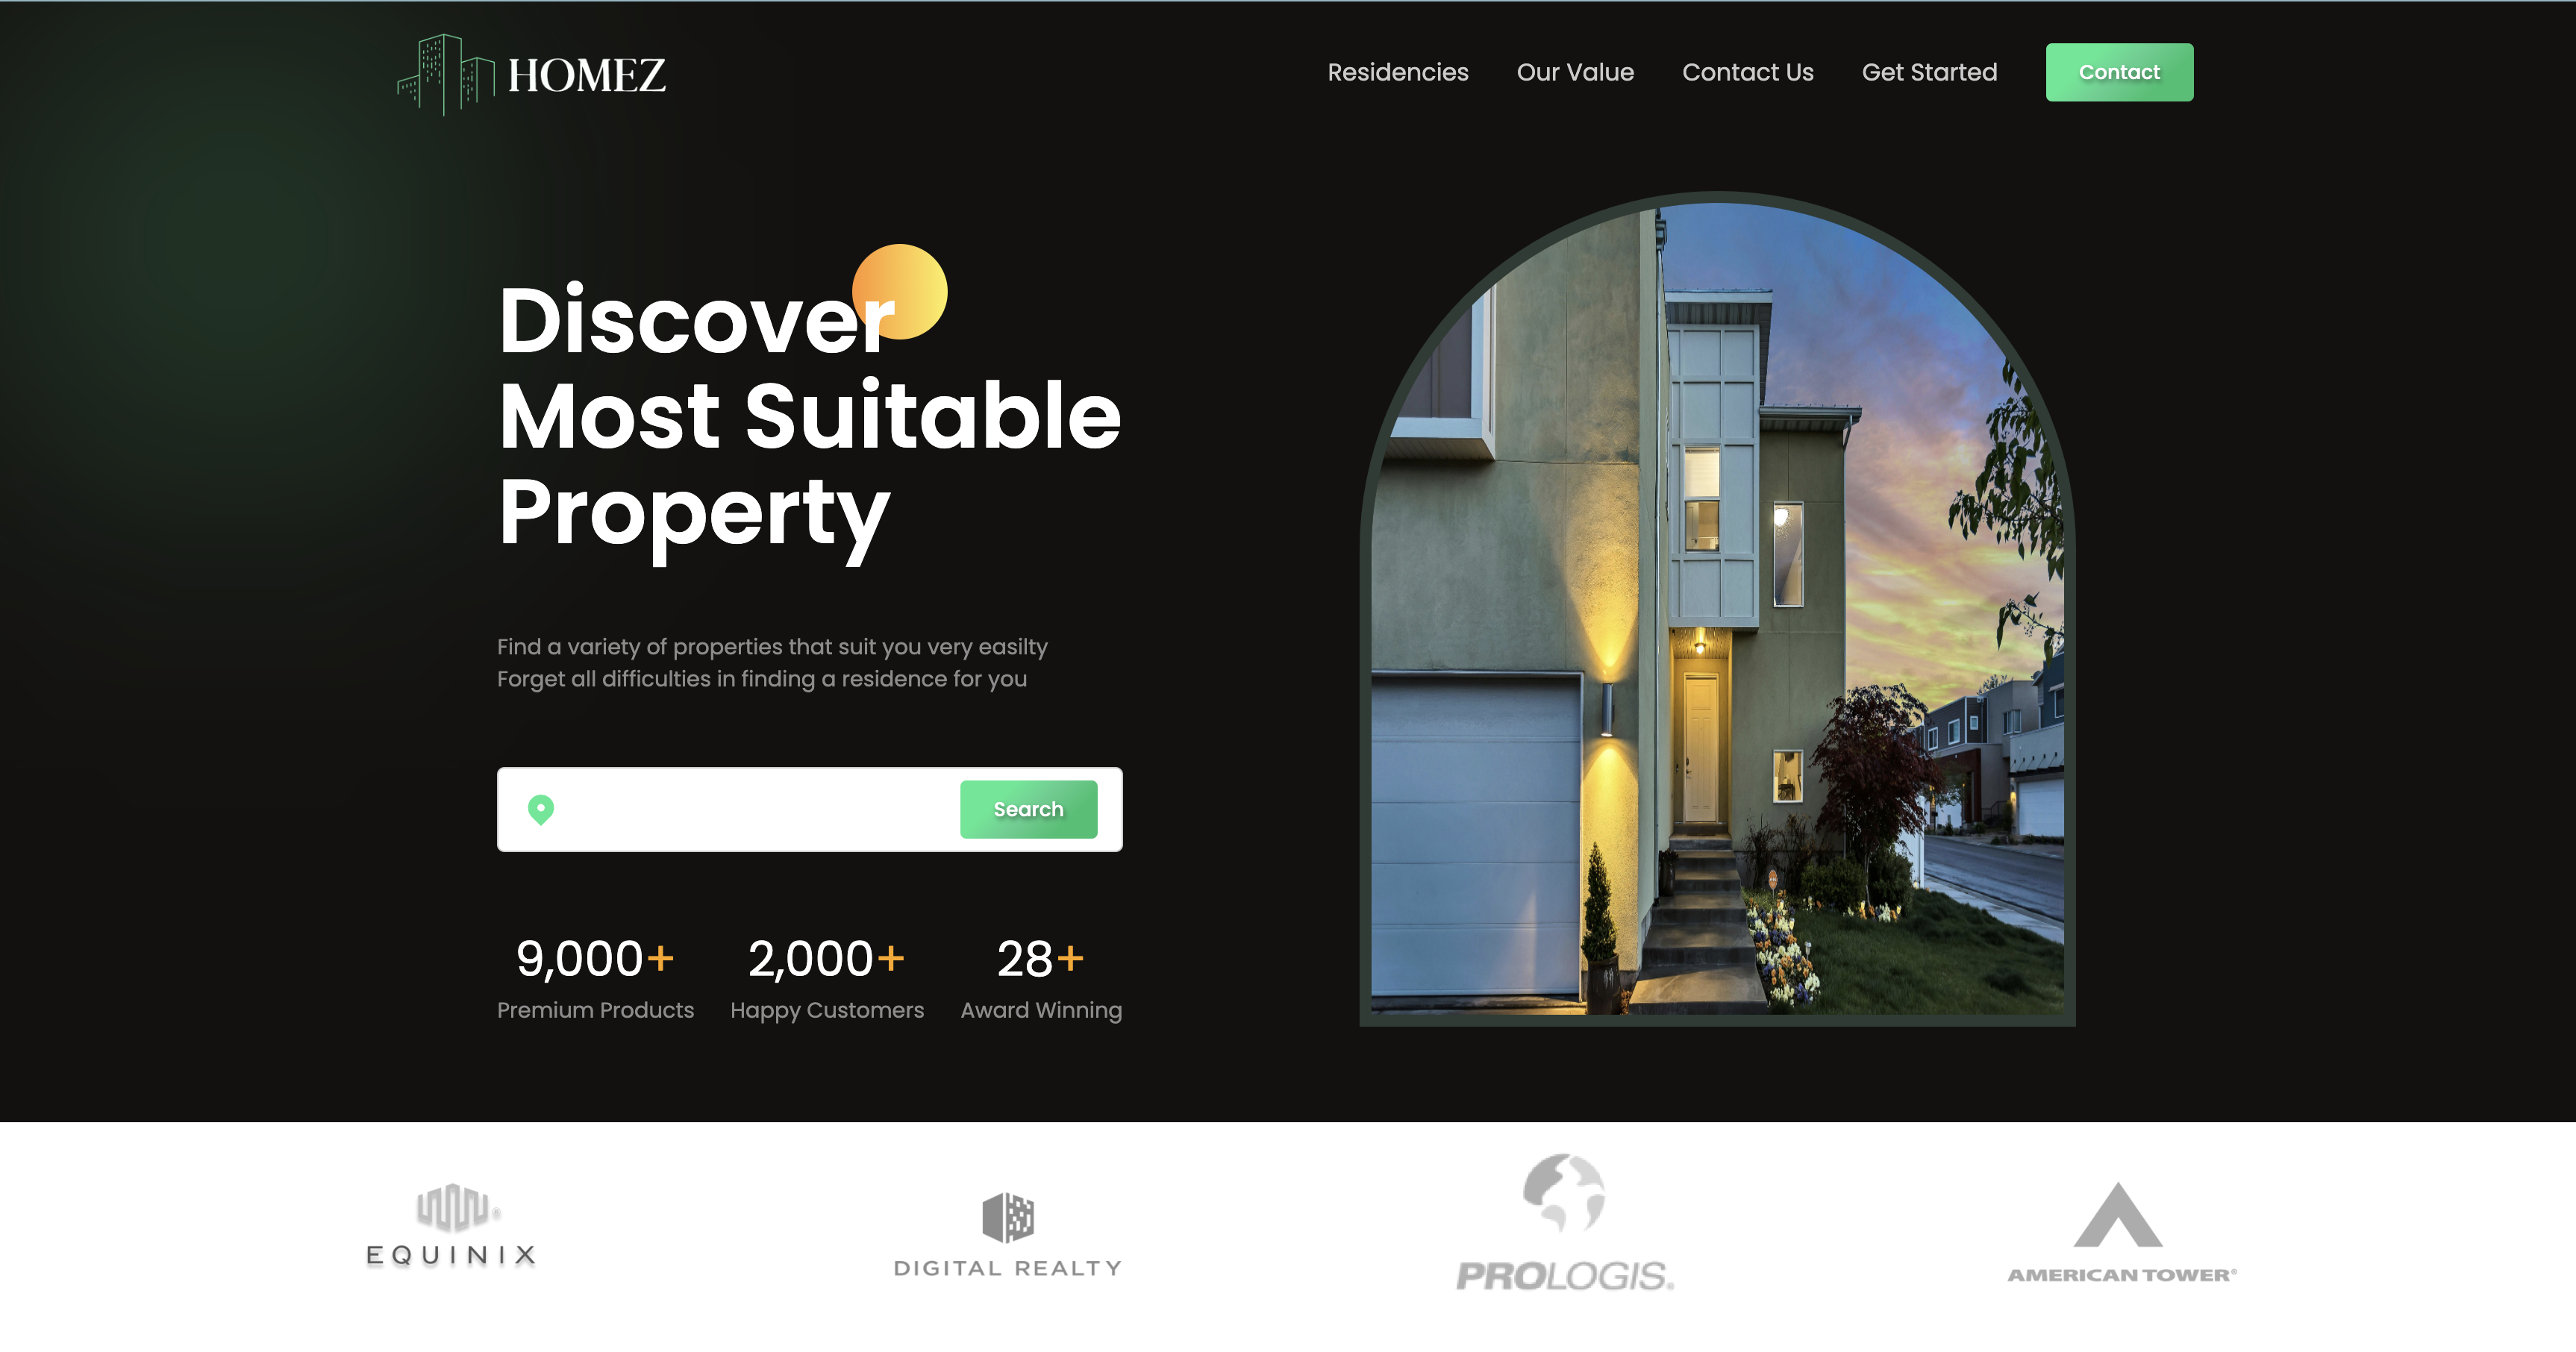 HOMEZ
Residencies
Our Value
Contact Us
Get Started
Contact
Discover
Most Suitable
Property
Find a variety of properties that suit you very easilty
Forget all difficulties in finding a residence for you
Search
9,000+
2,000+
28+
Premium Products
Happy Customers
Award Winning
EQUINIX®
DIGITAL REALTY
PROLOGIS®
AMERICAN TOWER®